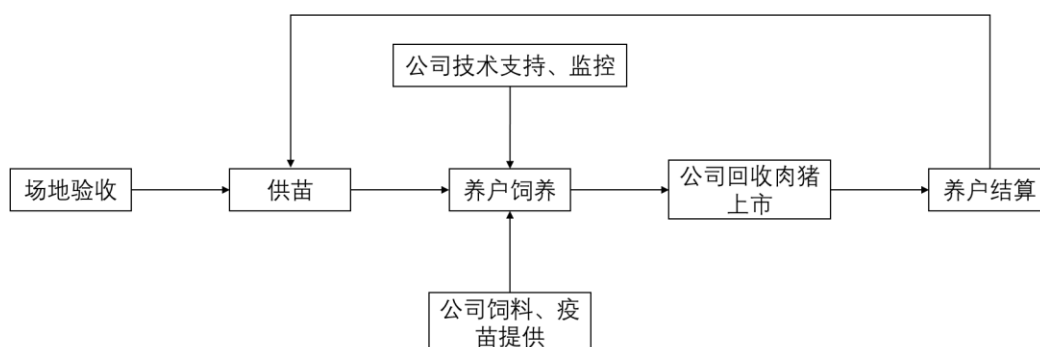 公司技术支持、监控
场地验收
供苗
养户饲养
公司回收肉猪
上市
养户结算
公司饲料、疫
苗提供